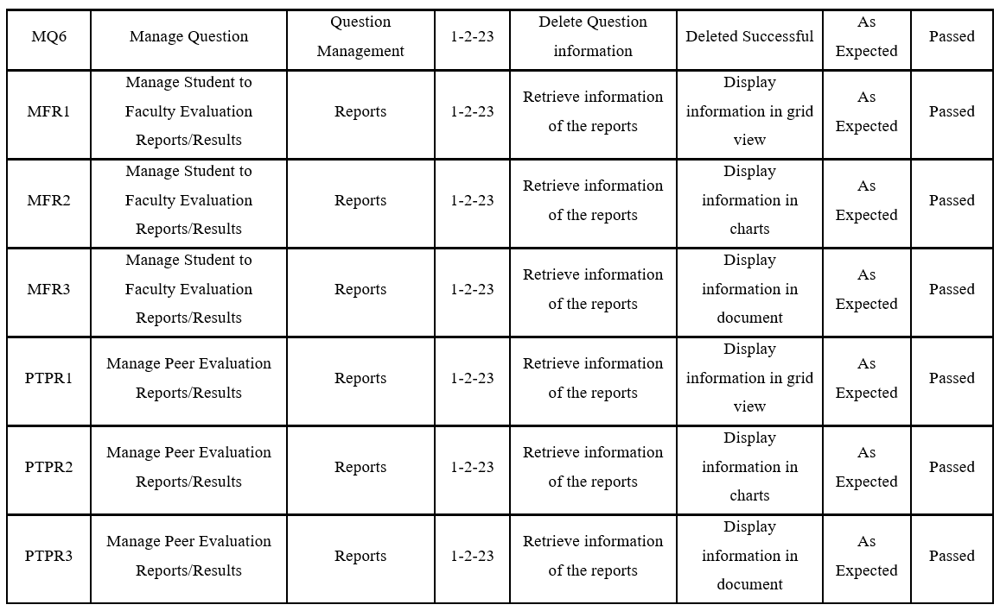 MQ6
Manage Question
Question
Management
1-2-23
Delete Question
information
Deleted Successful
As
Expected
Passed
MFR1
Manage Student to
Faculty Evaluation
Reports/Results
Reports
1-2-23
Retrieve information
of the reports
Display
information in grid
view
As
Expected
Passed
MFR2
Manage Student to
Faculty Evaluation
Reports/Results
Reports
1-2-23
Retrieve information
of the reports
Display
information in
charts
As
Expected
Passed
MFR3
Manage Student to
Faculty Evaluation
Reports/Results
Reports
1-2-23
Retrieve information
of the reports
Display
information in
document
As
Expected
Passed
PTPR1
Manage Peer Evaluation
Reports/Results
Reports
1-2-23
Retrieve information
of the reports
Display
information in grid
view
As
Expected
Passed
PTPR2
Manage Peer Evaluation
Reports/Results
Reports
1-2-23
Retrieve information
of the reports
Display
information in
charts
As
Expected
Passed
PTPR3
Manage Peer Evaluation
Reports/Results
Reports
1-2-23
Retrieve information
of the reports
Display
information in
document
As
Expected
Passed